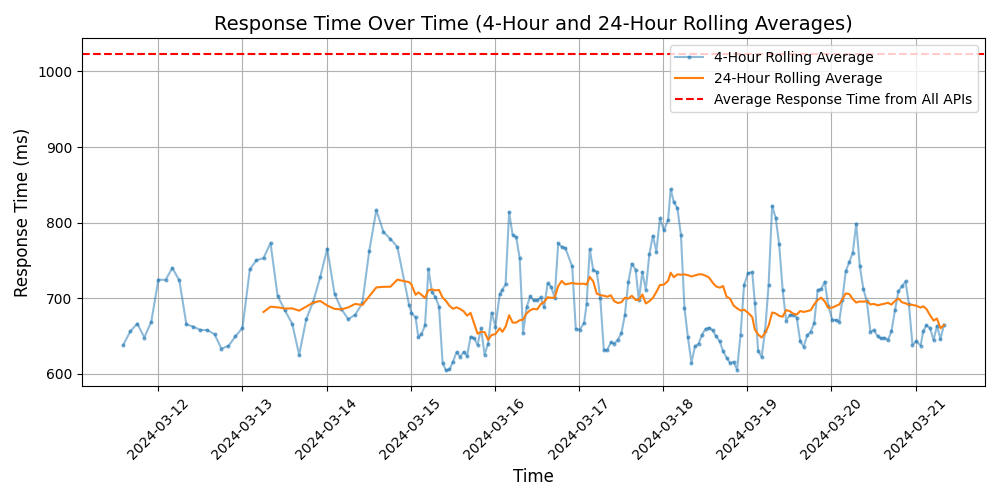 Response Time Over Time (4-Hour and 24-Hour Rolling Averages)
4-Hour Rolling Average
24-Hour Rolling Average
Average Response Time from All APIs
Response Time (ms)
1000
900
800
700
600
2024-03-12
2024-03-13
2024-03-14
2024-03-15
2024-03-16
2024-03-17
2024-03-18
2024-03-19
2024-03-20
2024-03-21
Time